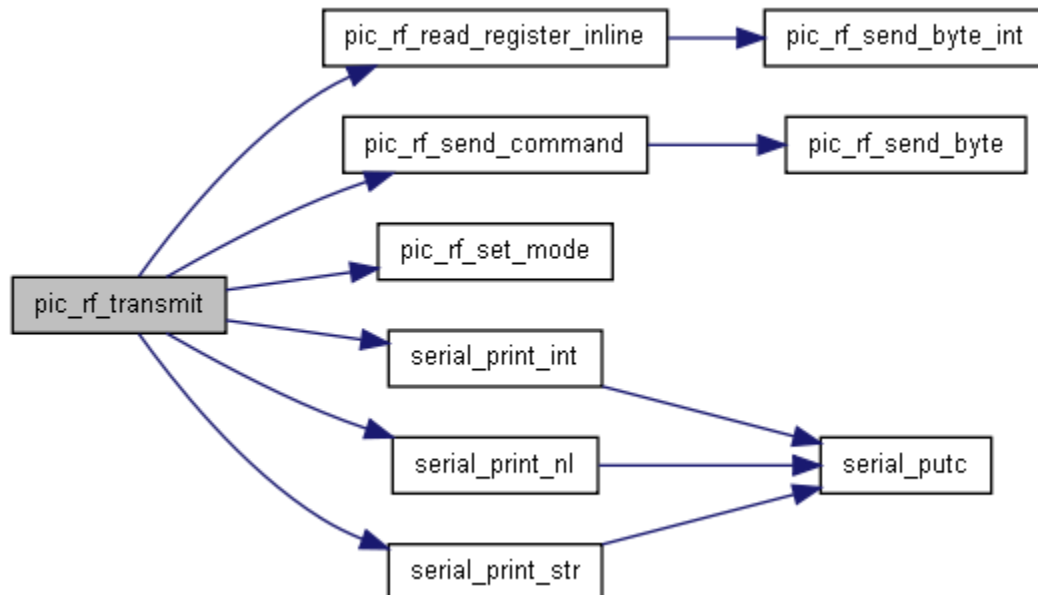 pic_rf_read_register_inline
pic_rf_send_byte_int
pic_rf_send_command
pic_rf_send_byte
pic_rf_set_mode
pic_rf_transmit
serial_print_int
serial_print_nl
serial_putc
serial_print_str